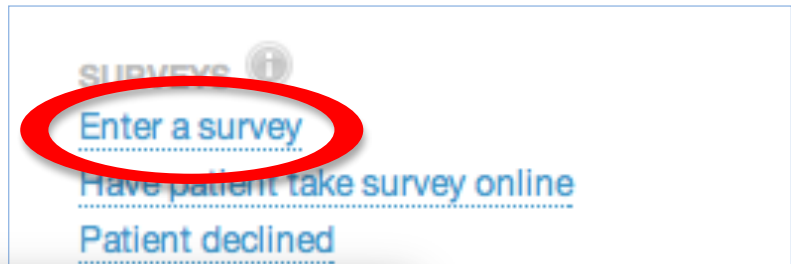 SURVEYS
Enter a survey
Have patient take survey online
Patient declined